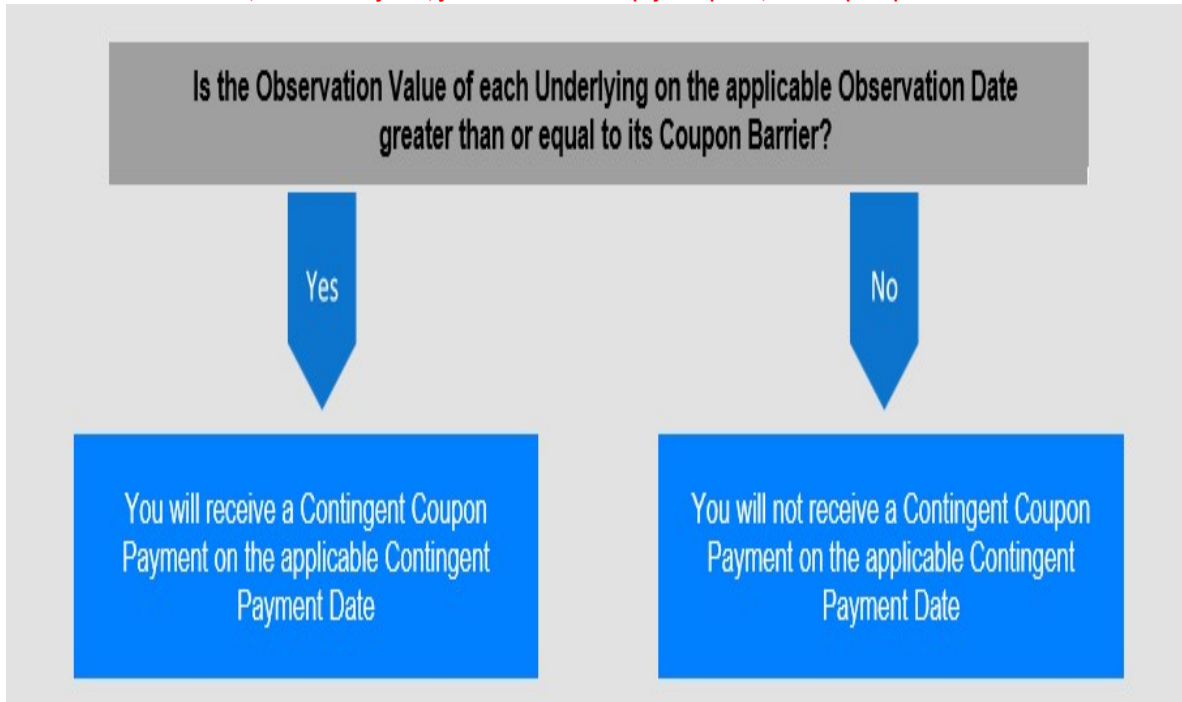 Is the Observation Value of each Underlying on the applicable Observation Date
greater than or equal to its Coupon Barrier?
Yes
No
You will receive a Contingent Coupon
Payment on the applicable Contingent
Payment Date
You will not receive a Contingent Coupon
Payment on the applicable Contingent
Payment Date